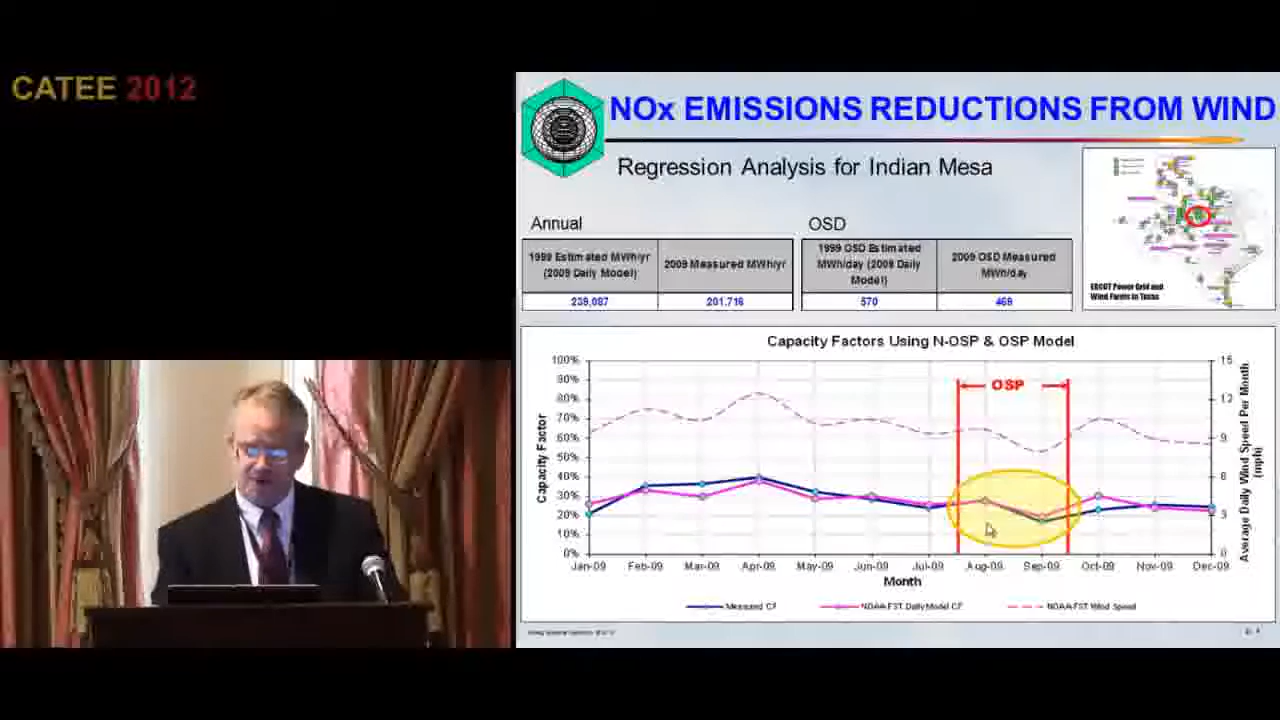 CATEE 2012
NOx EMISSIONS REDUCTIONS FROM WIND
Regression Analysis for Indian Mesa
Annual
1999 Estimated MWh/yr (2009 Daily Model)
2009 Measured MWh/yr
239,087
201,716
OSD
1999 OSD Estimated MWh/day (2009 Daily Model)
2009 OSD Measured MWh/day
570
469
ERCOT Power Grid and
Wind Farms in Texas
Capacity Factors Using N-OSP & OSP Model
Capacity Factor
100%
90%
80%
70%
60%
50%
40%
30%
20%
10%
0%
OSP
15
12
9
6
3
0
Average Daily Wind Speed Per Month (mph)
Jan-09 Feb-09 Mar-09 Apr-09 May-09 Jun-09 Jul-09 Aug-09 Sep-09 Oct-09 Nov-09 Dec-09
Month
Measured CF
NOAA-FST Daily Model CF
NOAA-FST Wind Speed